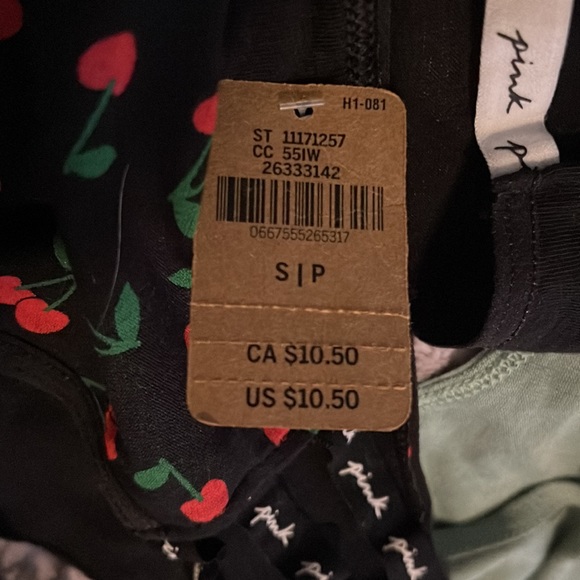 H1-081
ST 11171257
CC 55IW
26333142
0667555265317
S | P
CA $10.50
US $10.50
pink
pink
pink
pink